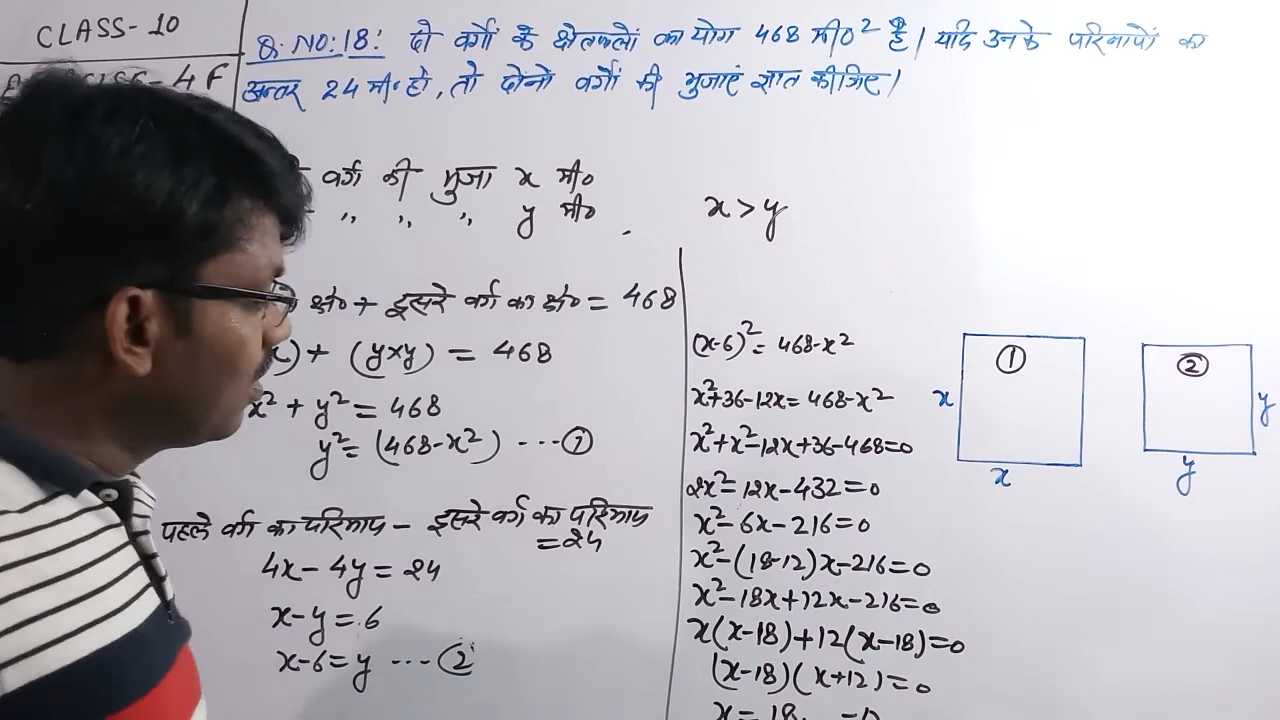 CLASS-10
4F
Q.NO:18: दो वर्गों के क्षेत्रफलों का योग 468 मी०² है। यदि उनके परिमापों का
अन्तर 24 मी० हो, तो दोनों वर्गों की भुजाएं ज्ञात कीजिए।
वर्ग की भुजा x मी०
,, ,, ,, y मी०
x > y
क्षे० + दूसरे वर्ग का क्षे० = 468
) + (y×y) = 468
x² + y² = 468
y² = (468-x²) ---①
पहले वर्ग का परिमाप - दूसरे वर्ग का परिमाप
= 24
4x - 4y = 24
x - y = 6
x-6 = y ---②
(x-6)² = 468-x²
x²+36-12x = 468-x²
x²+x²-12x+36-468=0
2x²-12x-432=0
x²-6x-216=0
x²-(18-12)x-216=0
x²-18x+12x-216=0
x(x-18)+12(x-18)=0
(x-18)(x+12)=0
x = 18,
①
x
x
②
y
y